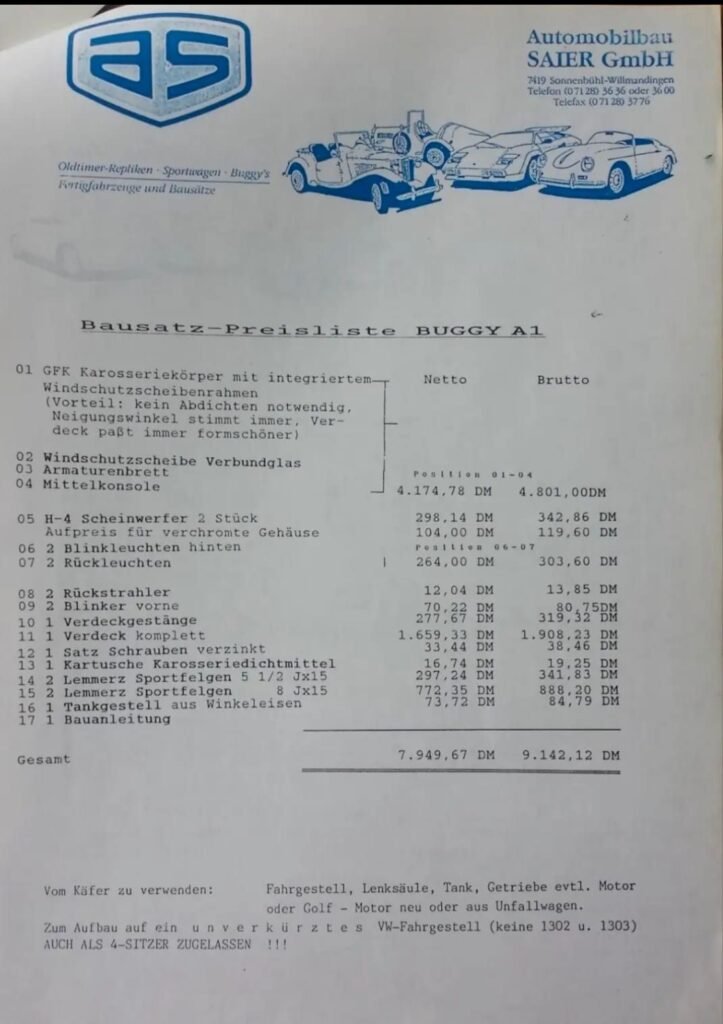 as
Automobilbau
SAIER GmbH
7419 Sonnenbühl-Willmandingen
Telefon (0 71 28) 36 36 oder 36 00
Telefax (0 71 28) 37 76
Oldtimer-Repliken · Sportwagen · Buggy's
Fertigfahrzeuge und Bausätze
Bausatz-Preisliste BUGGY A1
01 GFK Karosseriekörper mit integriertem Netto Brutto
Windschutzscheibenrahmen
(Vorteil: kein Abdichten notwendig,
Neigungswinkel stimmt immer, Ver-
deck paßt immer formschöner)
02 Windschutzscheibe Verbundglas
03 Armaturenbrett Position 01-04
04 Mittelkonsole 4.174,78 DM 4.801,00DM
05 H-4 Scheinwerfer 2 Stück 298,14 DM 342,86 DM
Aufpreis für verchromte Gehäuse 104,00 DM 119,60 DM
06 2 Blinkleuchten hinten Position 06-07
07 2 Rückleuchten 264,00 DM 303,60 DM
08 2 Rückstrahler 12,04 DM 13,85 DM
09 2 Blinker vorne 70,22 DM 80,75DM
10 1 Verdeckgestänge 277,67 DM 319,32 DM
11 1 Verdeck komplett 1.659,33 DM 1.908,23 DM
12 1 Satz Schrauben verzinkt 33,44 DM 38,46 DM
13 1 Kartusche Karosseriedichtmittel 16,74 DM 19,25 DM
14 2 Lemmerz Sportfelgen 5 1/2 Jx15 297,24 DM 341,83 DM
15 2 Lemmerz Sportfelgen 8 Jx15 772,35 DM 888,20 DM
16 1 Tankgestell aus Winkeleisen 73,72 DM 84,79 DM
17 1 Bauanleitung
Gesamt 7.949,67 DM 9.142,12 DM
Vom Käfer zu verwenden: Fahrgestell, Lenksäule, Tank, Getriebe evtl. Motor
oder Golf - Motor neu oder aus Unfallwagen.
Zum Aufbau auf ein u n v e r k ü r z t e s VW-Fahrgestell (keine 1302 u. 1303)
AUCH ALS 4-SITZER ZUGELASSEN !!!